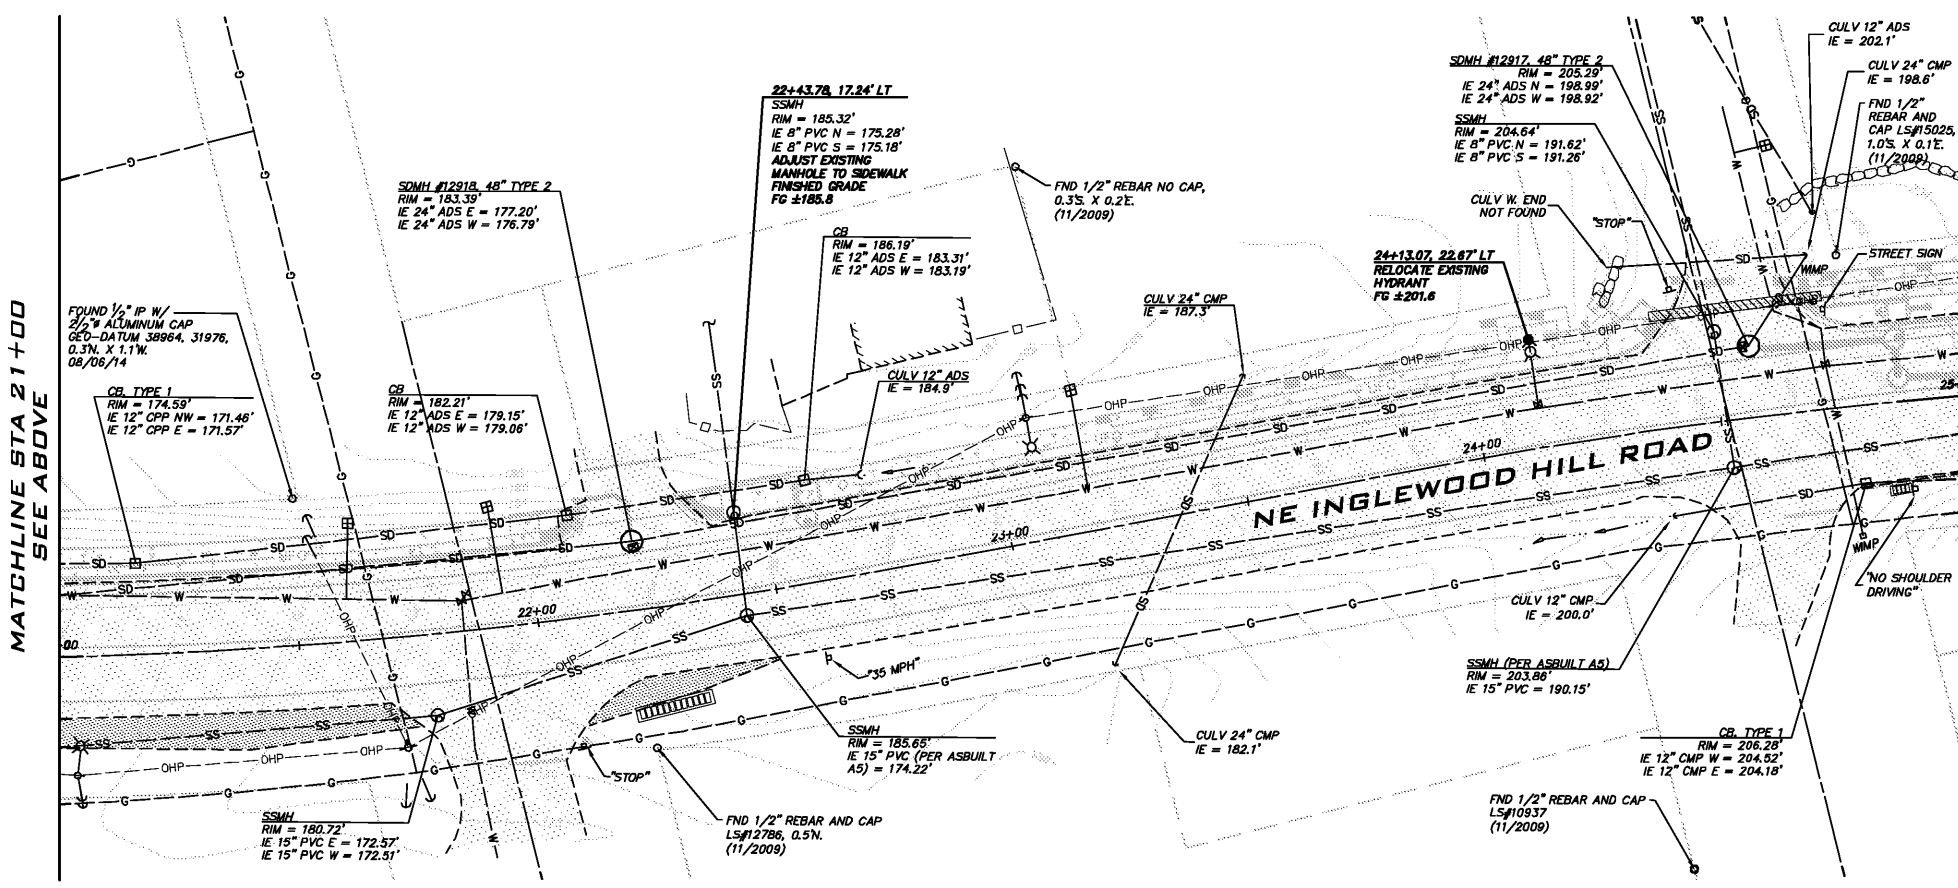 MATCHLINE STA 21+00
SEE ABOVE
FOUND 1/2" IP W/
2 1/2"ø ALUMINUM CAP
GEO-DATUM 38964, 31976,
0.3'N. X 1.1'W.
08/06/14
CB, TYPE 1
RIM = 174.59'
IE 12" CPP NW = 171.46'
IE 12" CPP E = 171.57'
SDMH #12918, 48" TYPE 2
RIM = 183.39'
IE 24" ADS E = 177.20'
IE 24" ADS W = 176.79'
CB
RIM = 182.21'
IE 12" ADS E = 179.15'
IE 12" ADS W = 179.06'
22+43.78, 17.24' LT
SSMH
RIM = 185.32'
IE 8" PVC N = 175.28'
IE 8" PVC S = 175.18'
ADJUST EXISTING
MANHOLE TO SIDEWALK
FINISHED GRADE
FG ±185.8
CB
RIM = 186.19'
IE 12" ADS E = 183.31'
IE 12" ADS W = 183.19'
CULV 12" ADS
IE = 184.9'
FND 1/2" REBAR NO CAP,
0.3'S. X 0.2'E.
(11/2009)
CULV 24" CMP
IE = 187.3'
24+13.07, 22.67' LT
RELOCATE EXISTING
HYDRANT
FG ±201.6
SDMH #12917, 48" TYPE 2
RIM = 205.29'
IE 24" ADS N = 198.99'
IE 24" ADS W = 198.92'
SSMH
RIM = 204.64'
IE 8" PVC N = 191.62'
IE 8" PVC S = 191.26'
CULV W. END
NOT FOUND
"STOP"
CULV 12" ADS
IE = 202.1'
CULV 24" CMP
IE = 198.6'
FND 1/2"
REBAR AND
CAP LS#15025,
1.0'S. X 0.1'E.
(11/2009)
STREET SIGN
WIMP
22+00
23+00
24+00
25+
00
NE INGLEWOOD HILL ROAD
"35 MPH"
"STOP"
SSMH
RIM = 180.72'
IE 15" PVC E = 172.57'
IE 15" PVC W = 172.51'
FND 1/2" REBAR AND CAP
LS#12786, 0.5'N.
(11/2009)
SSMH
RIM = 185.65'
IE 15" PVC (PER ASBUILT
A5) = 174.22'
CULV 24" CMP
IE = 182.1'
CULV 12" CMP
IE = 200.0'
SSMH (PER ASBUILT A5)
RIM = 203.86'
IE 15" PVC = 190.15'
WIMP
"NO SHOULDER
DRIVING"
CB, TYPE 1
RIM = 206.28'
IE 12" CMP W = 204.52'
IE 12" CMP E = 204.18'
FND 1/2" REBAR AND CAP
LS#10937
(11/2009)
G
SD
W
SS
OHP